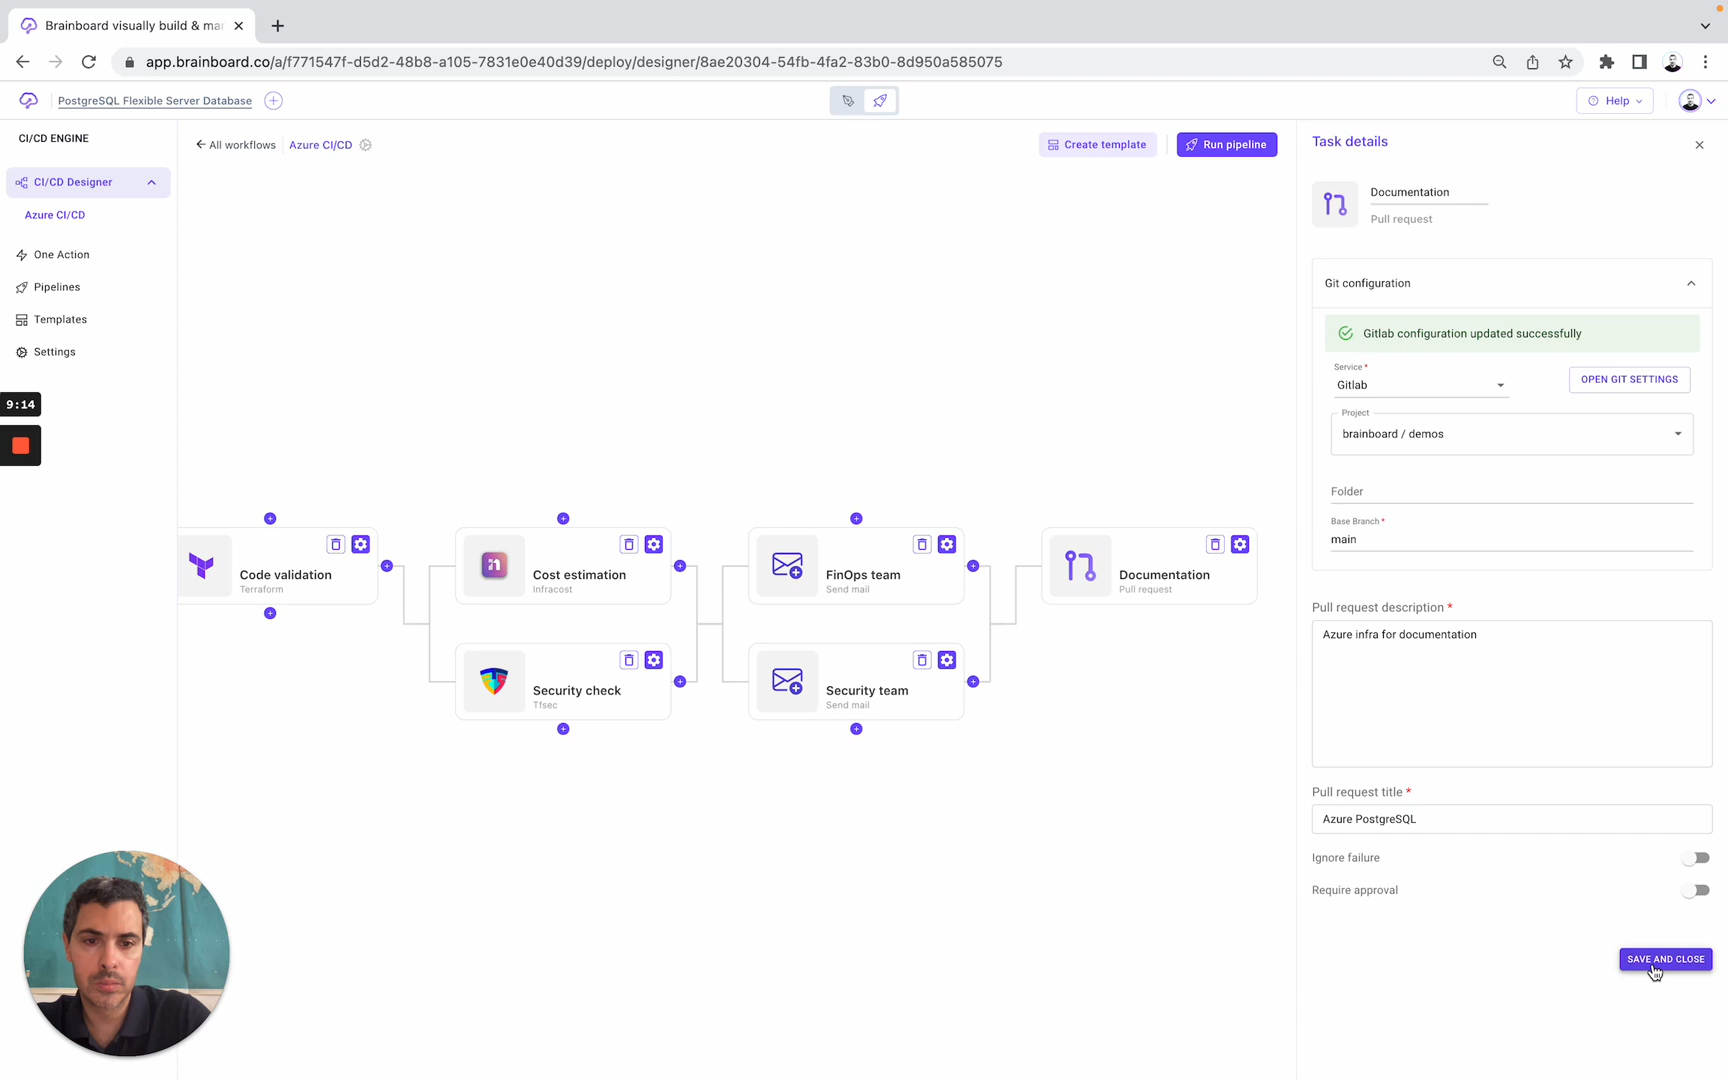 Brainboard visually build & mar
app.brainboard.co/a/f771547f-d5d2-48b8-a105-7831e0e40d39/deploy/designer/8ae20304-54fb-4fa2-83b0-8d950a585075
PostgreSQL Flexible Server Database
Help
CI/CD ENGINE
CI/CD Designer
Azure CI/CD
One Action
Pipelines
Templates
Settings
9:14
All workflows
Azure CI/CD
Create template
Run pipeline
Code validation
Terraform
Cost estimation
Infracost
Security check
Tfsec
FinOps team
Send mail
Security team
Send mail
Documentation
Pull request
Task details
Documentation
Pull request
Git configuration
Gitlab configuration updated successfully
Service *
Gitlab
OPEN GIT SETTINGS
Project
brainboard / demos
Folder
Base Branch *
main
Pull request description *
Azure infra for documentation
Pull request title *
Azure PostgreSQL
Ignore failure
Require approval
SAVE AND CLOSE